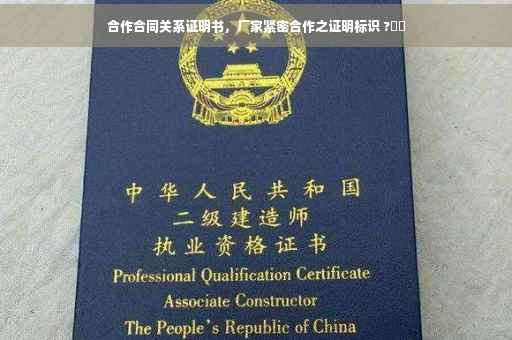 合作合同关系证明书，厂家紧密合作之证明标识 ?
中华人民共和国
二级建造师
执业资格证书
Professional Qualification Certificate
Associate Constructor
The People's Republic of China